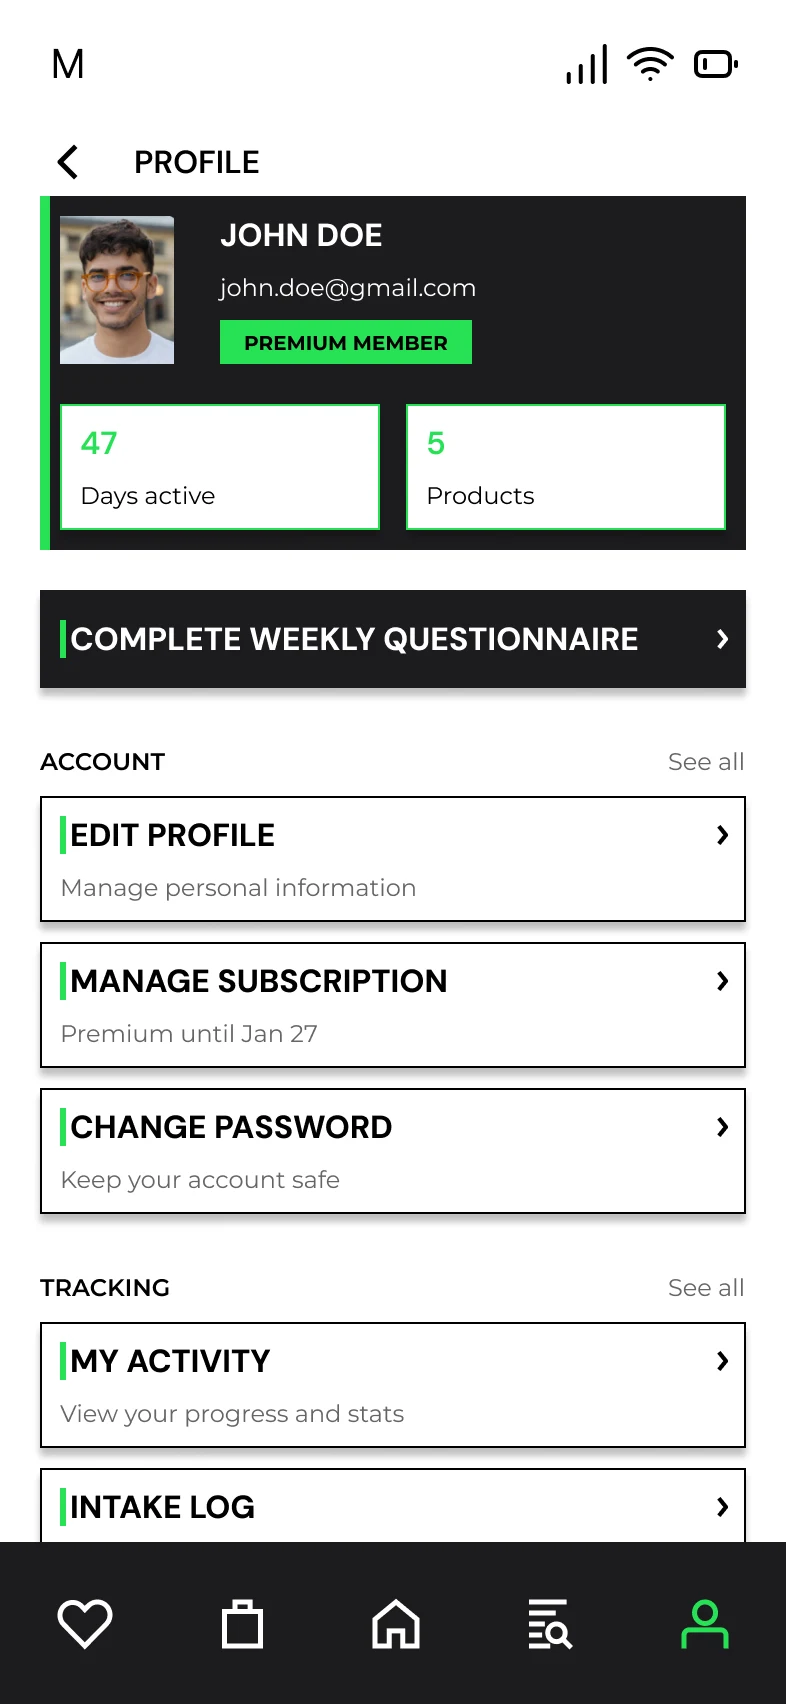 M
PROFILE
JOHN DOE
john.doe@gmail.com
PREMIUM MEMBER
47
Days active
5
Products
COMPLETE WEEKLY QUESTIONNAIRE
ACCOUNT
See all
EDIT PROFILE
Manage personal information
MANAGE SUBSCRIPTION
Premium until Jan 27
CHANGE PASSWORD
Keep your account safe
TRACKING
See all
MY ACTIVITY
View your progress and stats
INTAKE LOG